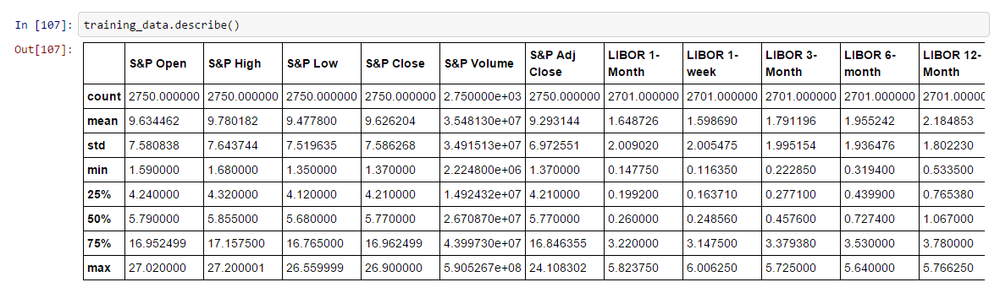 In [107]: training_data.describe()
Out[107]:
S&P Open S&P High S&P Low S&P Close S&P Volume S&P Adj Close LIBOR 1-Month LIBOR 1-week LIBOR 3-Month LIBOR 6-month LIBOR 12-Month
count 2750.000000 2750.000000 2750.000000 2750.000000 2.750000e+03 2750.000000 2701.000000 2701.000000 2701.000000 2701.000000 2701.00000
mean 9.634462 9.780182 9.477800 9.626204 3.548130e+07 9.293144 1.648726 1.598690 1.791196 1.955242 2.184853
std 7.580838 7.643744 7.519635 7.586268 3.491513e+07 6.972551 2.009020 2.005475 1.995154 1.936476 1.802230
min 1.590000 1.680000 1.350000 1.370000 2.224800e+06 1.370000 0.147750 0.116350 0.222850 0.319400 0.533500
25% 4.240000 4.320000 4.120000 4.210000 1.492432e+07 4.210000 0.199200 0.163710 0.277100 0.439900 0.765380
50% 5.790000 5.855000 5.680000 5.770000 2.670870e+07 5.770000 0.260000 0.248560 0.457600 0.727400 1.067000
75% 16.952499 17.157500 16.765000 16.962499 4.399730e+07 16.846355 3.220000 3.147500 3.379380 3.530000 3.780000
max 27.020000 27.200001 26.559999 26.900000 5.905267e+08 24.108302 5.823750 6.006250 5.725000 5.640000 5.766250